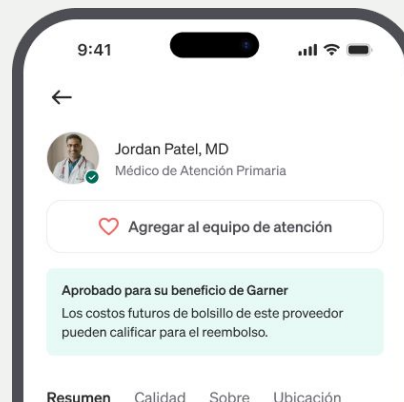 9:41
Jordan Patel, MD
Médico de Atención Primaria
Agregar al equipo de atención
Aprobado para su beneficio de Garner
Los costos futuros de bolsillo de este proveedor
pueden calificar para el reembolso.
Resumen Calidad Sobre Ubicación